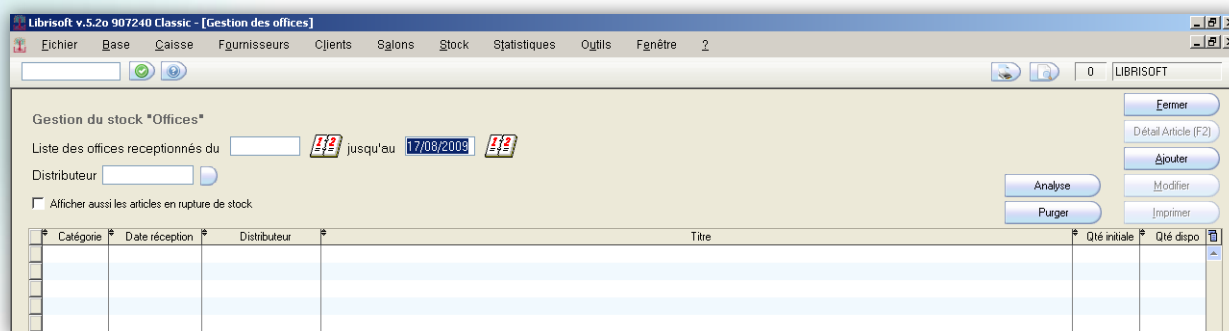 Librisoft v.5.2o 907240 Classic - [Gestion des offices]
Fichier Base Caisse Fournisseurs Clients Salons Stock Statistiques Outils Fenêtre ?
0 LIBRISOFT
Fermer
Gestion du stock "Offices"
Détail Article (F2)
Liste des offices receptionnés du jusqu'au 17/08/2009
Ajouter
Distributeur
Analyse Modifier
Afficher aussi les articles en rupture de stock
Purger Imprimer
Catégorie Date réception Distributeur Titre Qté initiale Qté dispo